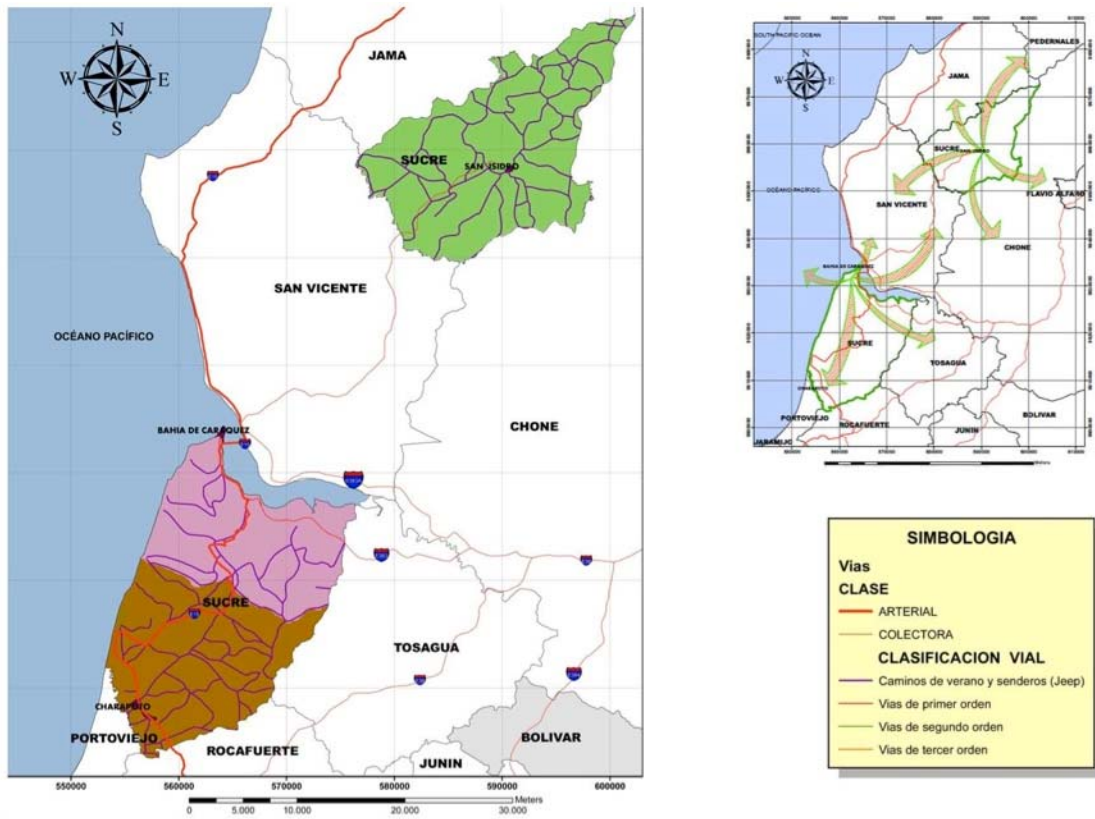 N
W
E
S
JAMA
SUCRE
SAN ISIDRO
SAN VICENTE
OCÉANO PACÍFICO
BAHIA DE CARAQUEZ
CHONE
SUCRE
TOSAGUA
CHARAPOTO
PORTOVIEJO
ROCAFUERTE
JUNIN
BOLIVAR
550000
560000
570000
580000
590000
600000
Meters
0
5.000
10.000
20.000
30.000
SOUTH PACIFIC OCEAN
N
W
E
S
PEDERNALES
JAMA
SUCRE
OCÉANO PACÍFICO
SAN VICENTE
FLAVIO ALFARO
CHONE
BAHIA DE CARAQUEZ
SUCRE
TOSAGUA
PORTOVIEJO
ROCAFUERTE
BOLIVAR
JUNIN
JARAMIJO
Meters
SIMBOLOGIA
Vias
CLASE
ARTERIAL
COLECTORA
CLASIFICACION VIAL
Caminos de verano y senderos (Jeep)
Vias de primer orden
Vias de segundo orden
Vias de tercer orden